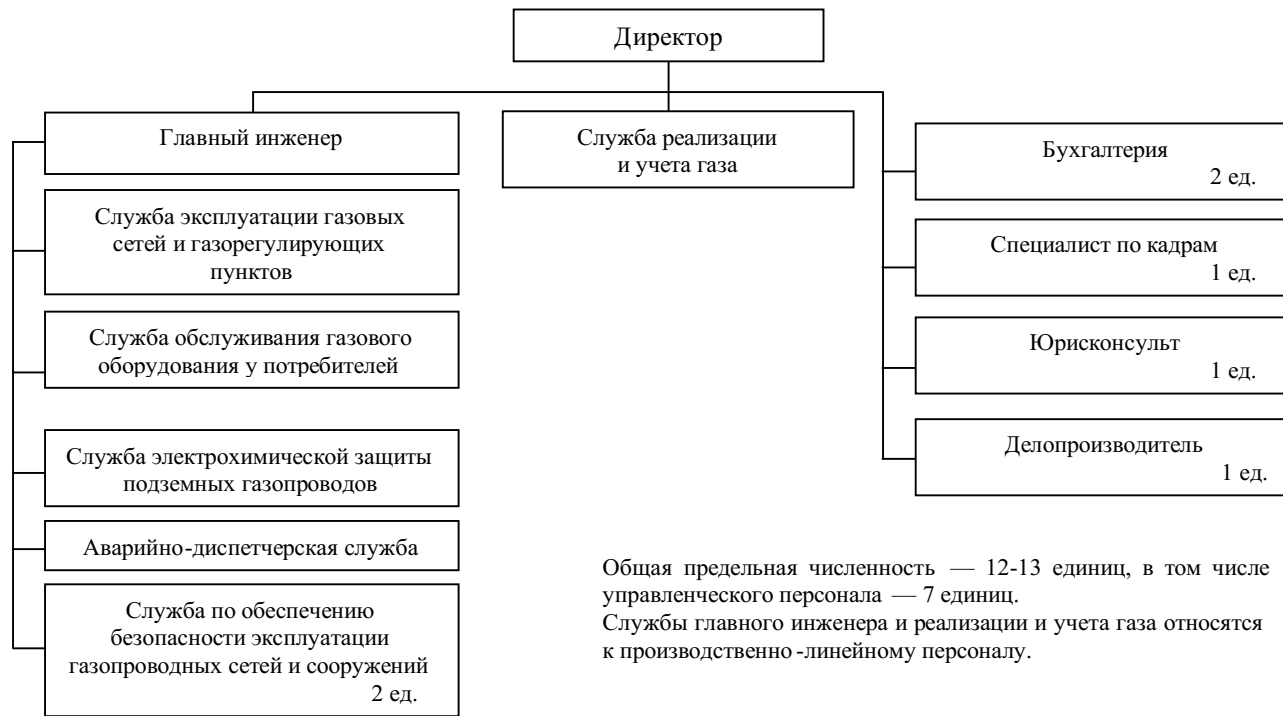 Директор
Главный инженер
Служба эксплуатации газовых
сетей и газорегулирующих
пунктов
Служба обслуживания газового
оборудования у потребителей
Служба электрохимической защиты
подземных газопроводов
Аварийно-диспетчерская служба
Служба по обеспечению
безопасности эксплуатации
газопроводных сетей и сооружений
2 ед.
Служба реализации
и учета газа
Бухгалтерия
2 ед.
Специалист по кадрам
1 ед.
Юрисконсульт
1 ед.
Делопроизводитель
1 ед.
Общая предельная численность — 12-13 единиц, в том числе
управленческого персонала — 7 единиц.
Службы главного инженера и реализации и учета газа относятся
к производственно-линейному персоналу.